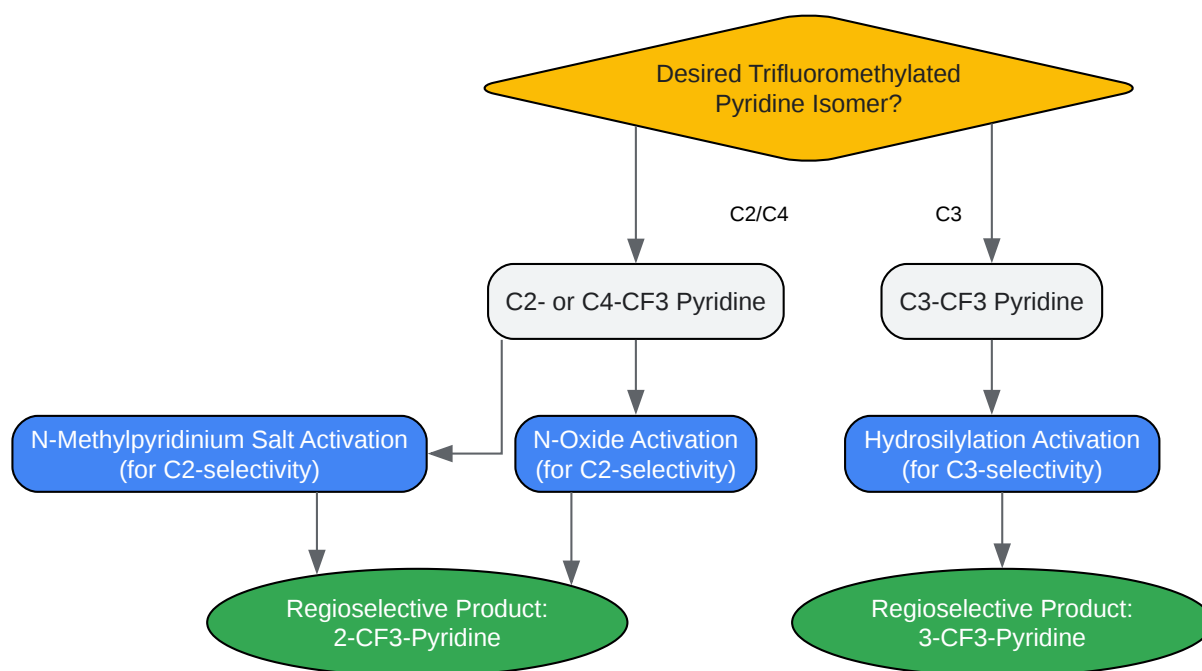 Desired Trifluoromethylated
Pyridine Isomer?
C2/C4
C3
C2- or C4-CF3 Pyridine
C3-CF3 Pyridine
N-Methylpyridinium Salt Activation
(for C2-selectivity)
N-Oxide Activation
(for C2-selectivity)
Hydrosilylation Activation
(for C3-selectivity)
Regioselective Product:
2-CF3-Pyridine
Regioselective Product:
3-CF3-Pyridine